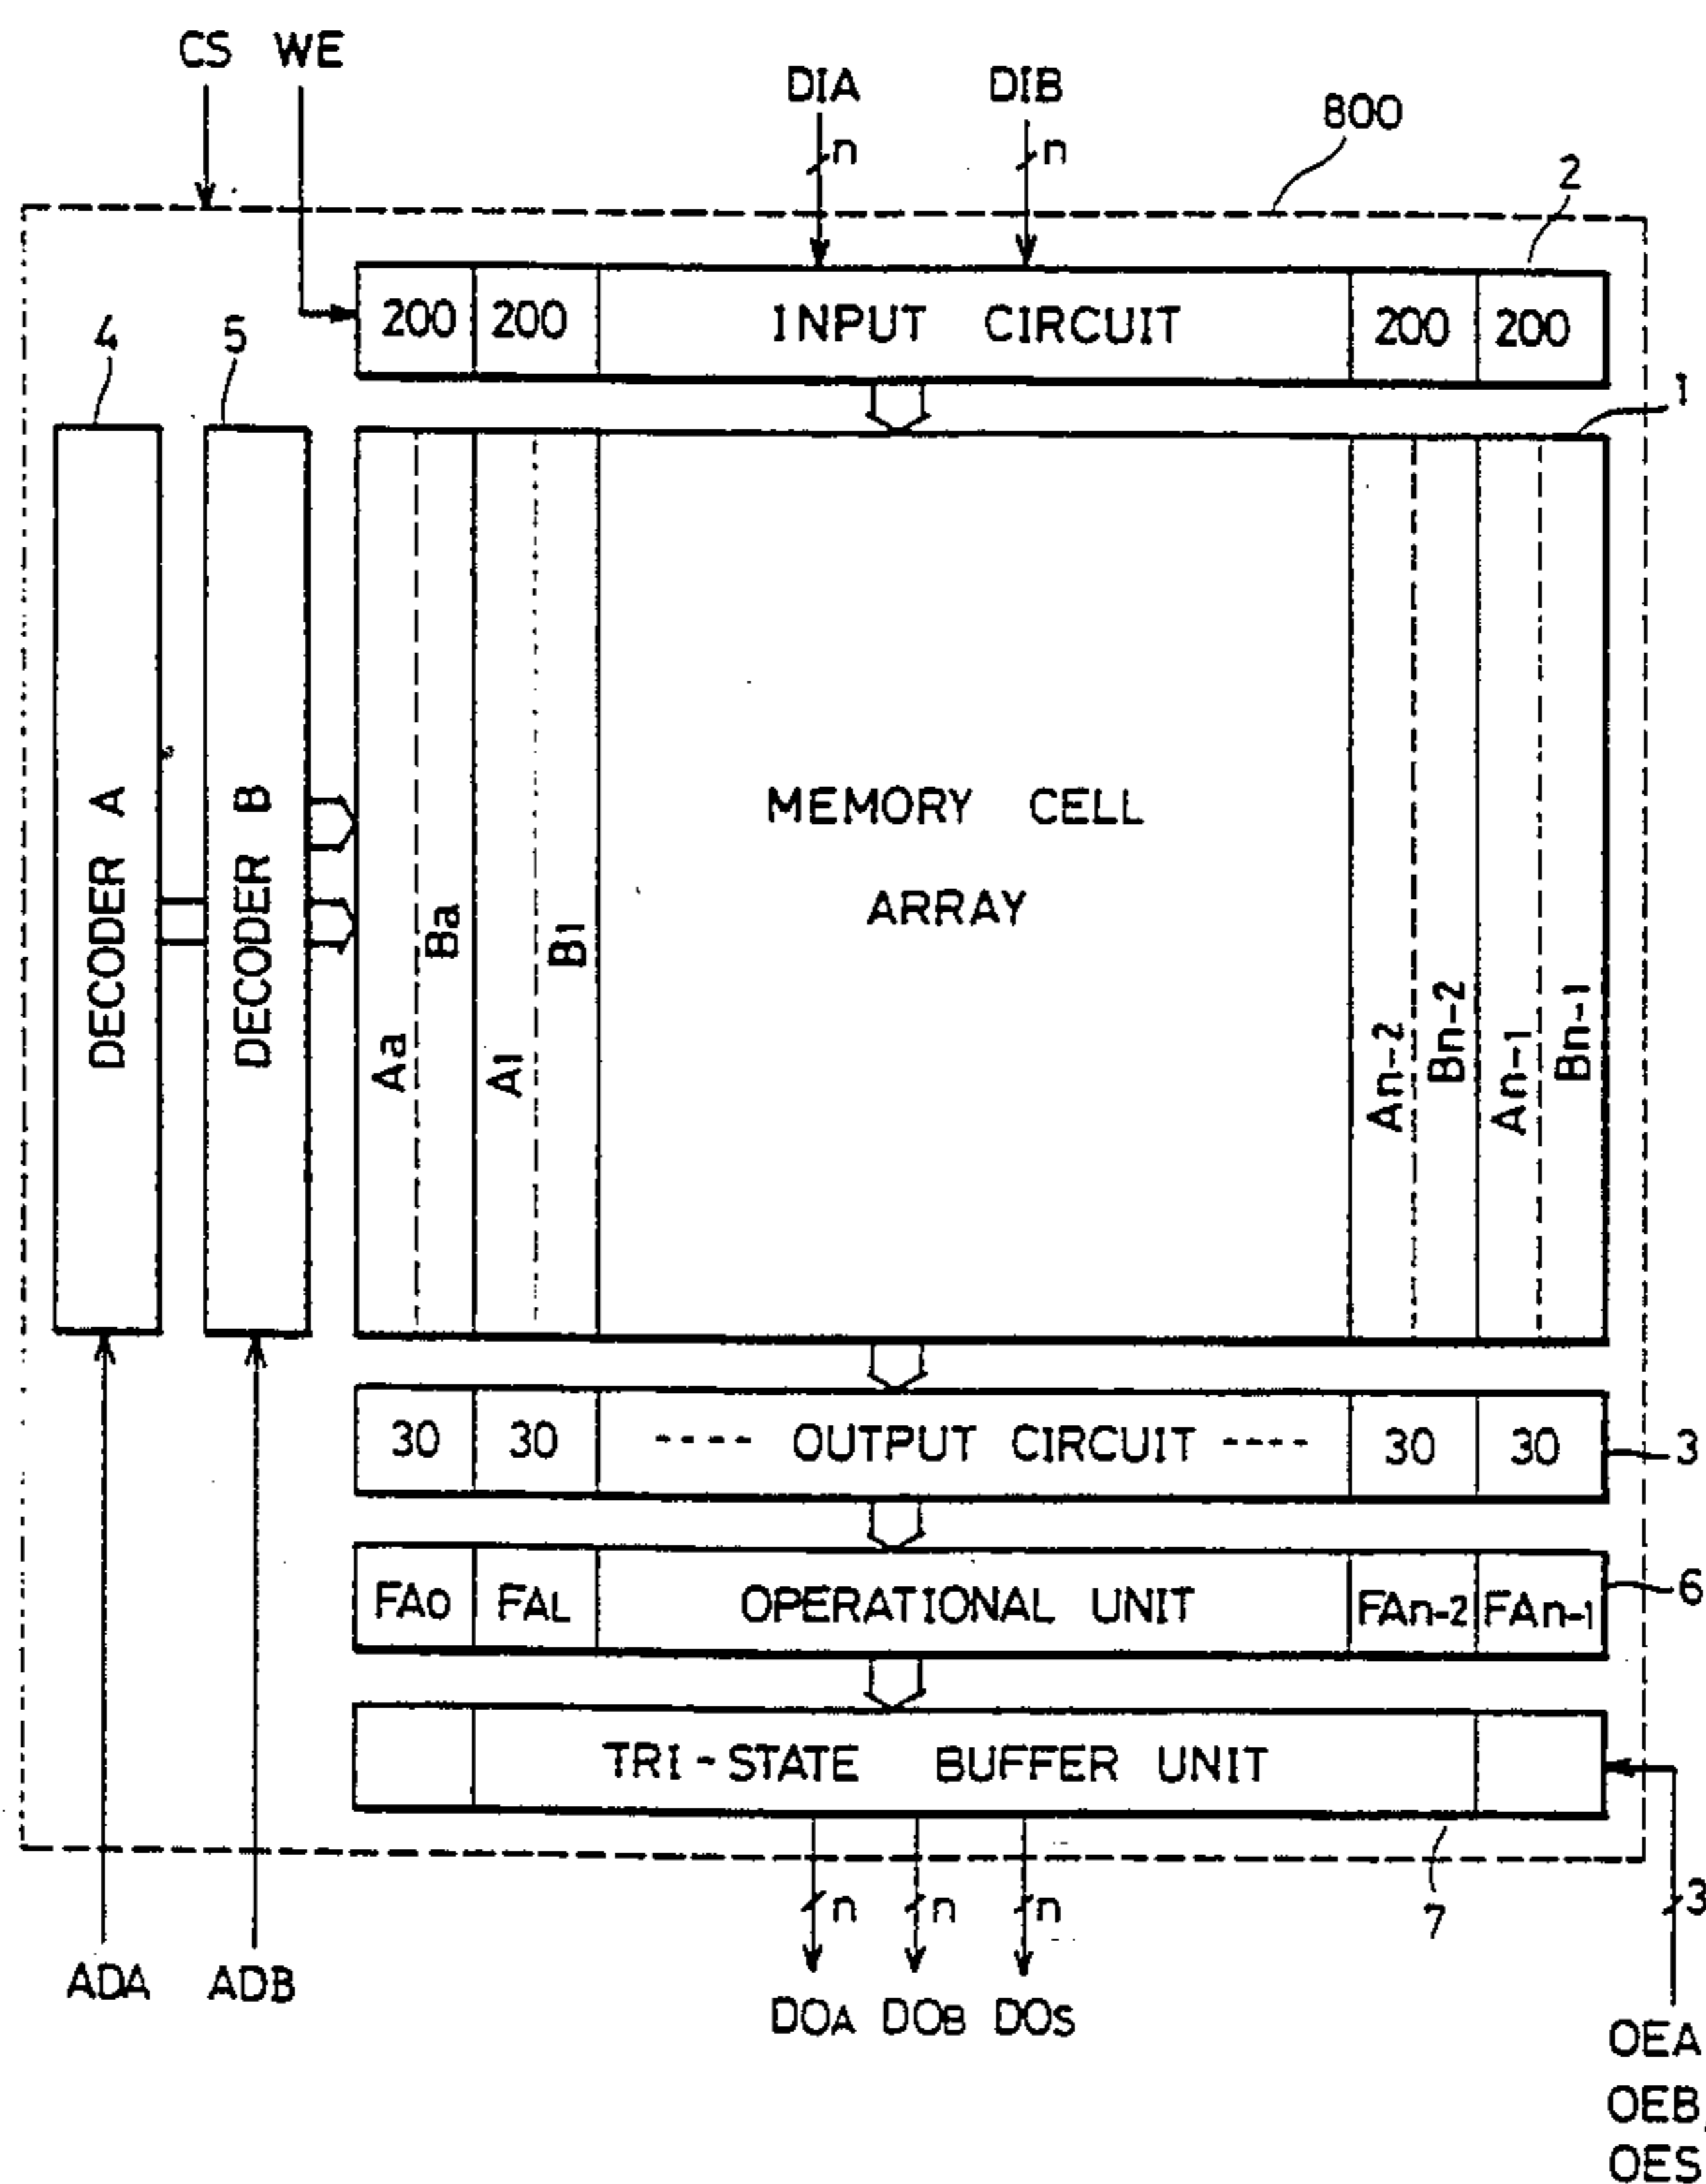 CS WE
DIA DIB
n n
800
2
200 200 INPUT CIRCUIT 200 200
4 5
1
DECODER A
DECODER B
MEMORY CELL
ARRAY
Aa
Ba
A1
B1
An-2
Bn-2
An-1
Bn-1
30 30 ---- OUTPUT CIRCUIT ---- 30 30
3
FA0 FAL OPERATIONAL UNIT FAn-2 FAn-1
6
TRI-STATE BUFFER UNIT
7
n n n
3
ADA ADB
DOA DOB DOS
OEA
OEB
OES